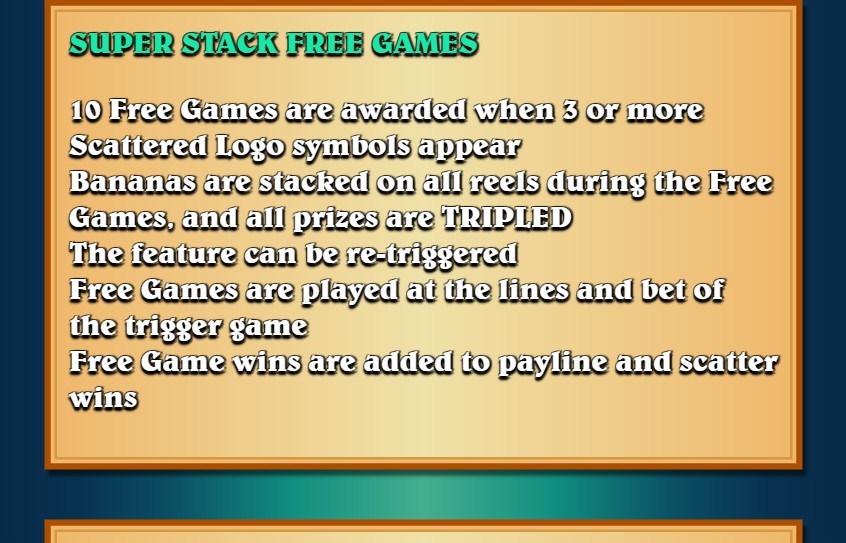 SUPER STACK FREE GAMES
10 Free Games are awarded when 3 or more
Scattered Logo symbols appear
Bananas are stacked on all reels during the Free
Games, and all prizes are TRIPLED
The feature can be re-triggered
Free Games are played at the lines and bet of
the trigger game
Free Game wins are added to payline and scatter
wins